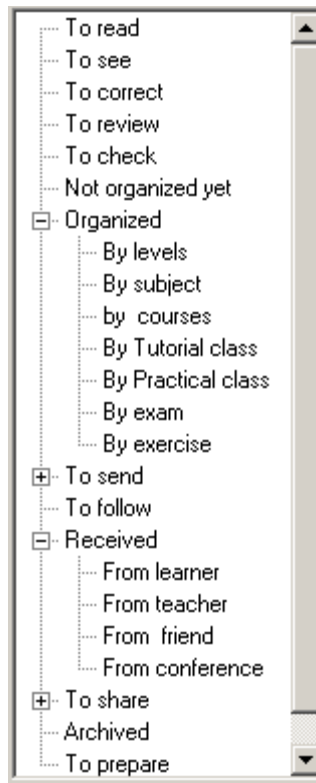 To read
To see
To correct
To review
To check
Not organized yet
Organized
By levels
By subject
by courses
By Tutorial class
By Practical class
By exam
By exercise
To send
To follow
Received
From learner
From teacher
From friend
From conference
To share
Archived
To prepare